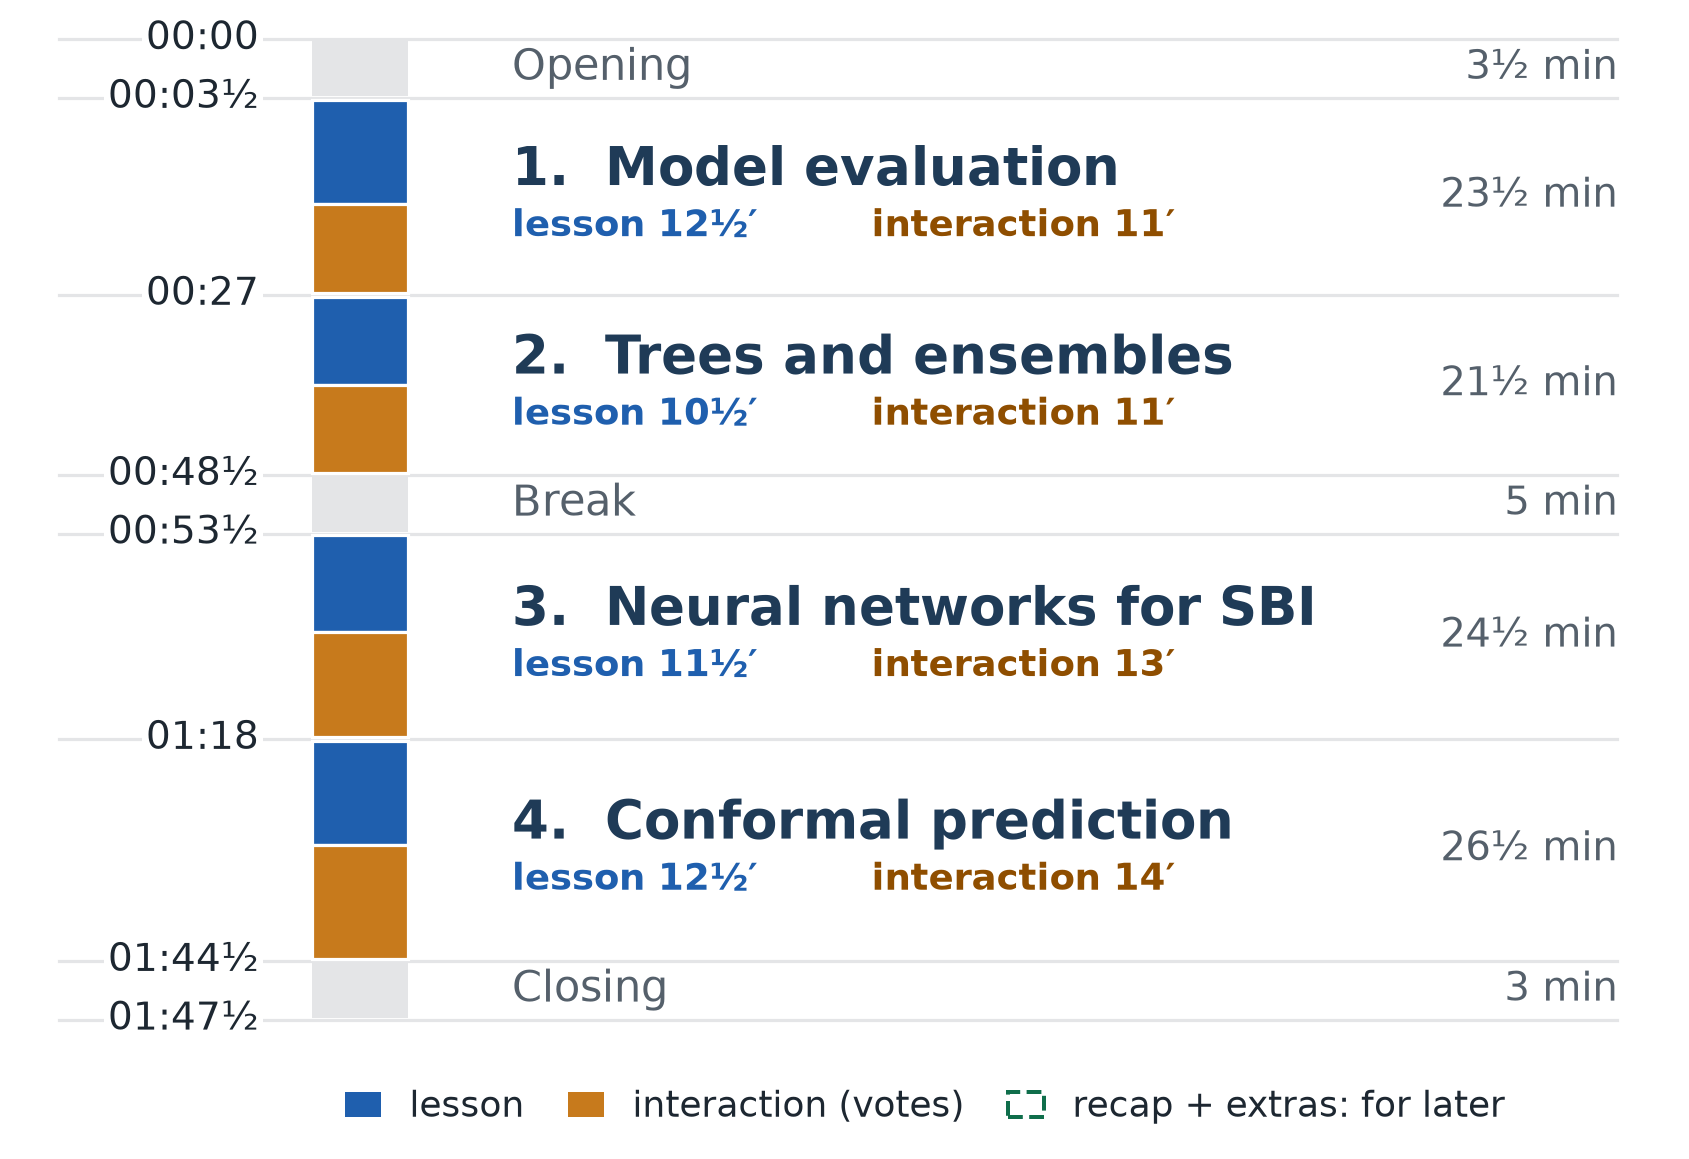 00:00
Opening 3½ min
00:03½
1. Model evaluation
lesson 12½′ interaction 11′
23½ min
00:27
2. Trees and ensembles
lesson 10½′ interaction 11′
21½ min
00:48½
Break 5 min
00:53½
3. Neural networks for SBI
lesson 11½′ interaction 13′
24½ min
01:18
4. Conformal prediction
lesson 12½′ interaction 14′
26½ min
01:44½
Closing 3 min
01:47½
lesson interaction (votes) recap + extras: for later